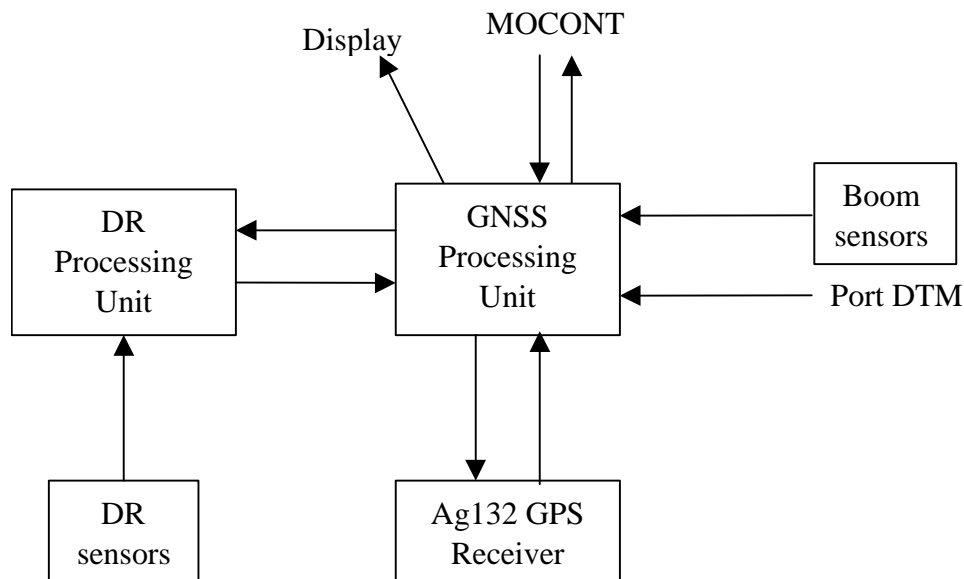 Display
MOCONT
DR
Processing
Unit
GNSS
Processing
Unit
Boom
sensors
Port DTM
DR
sensors
Ag132 GPS
Receiver